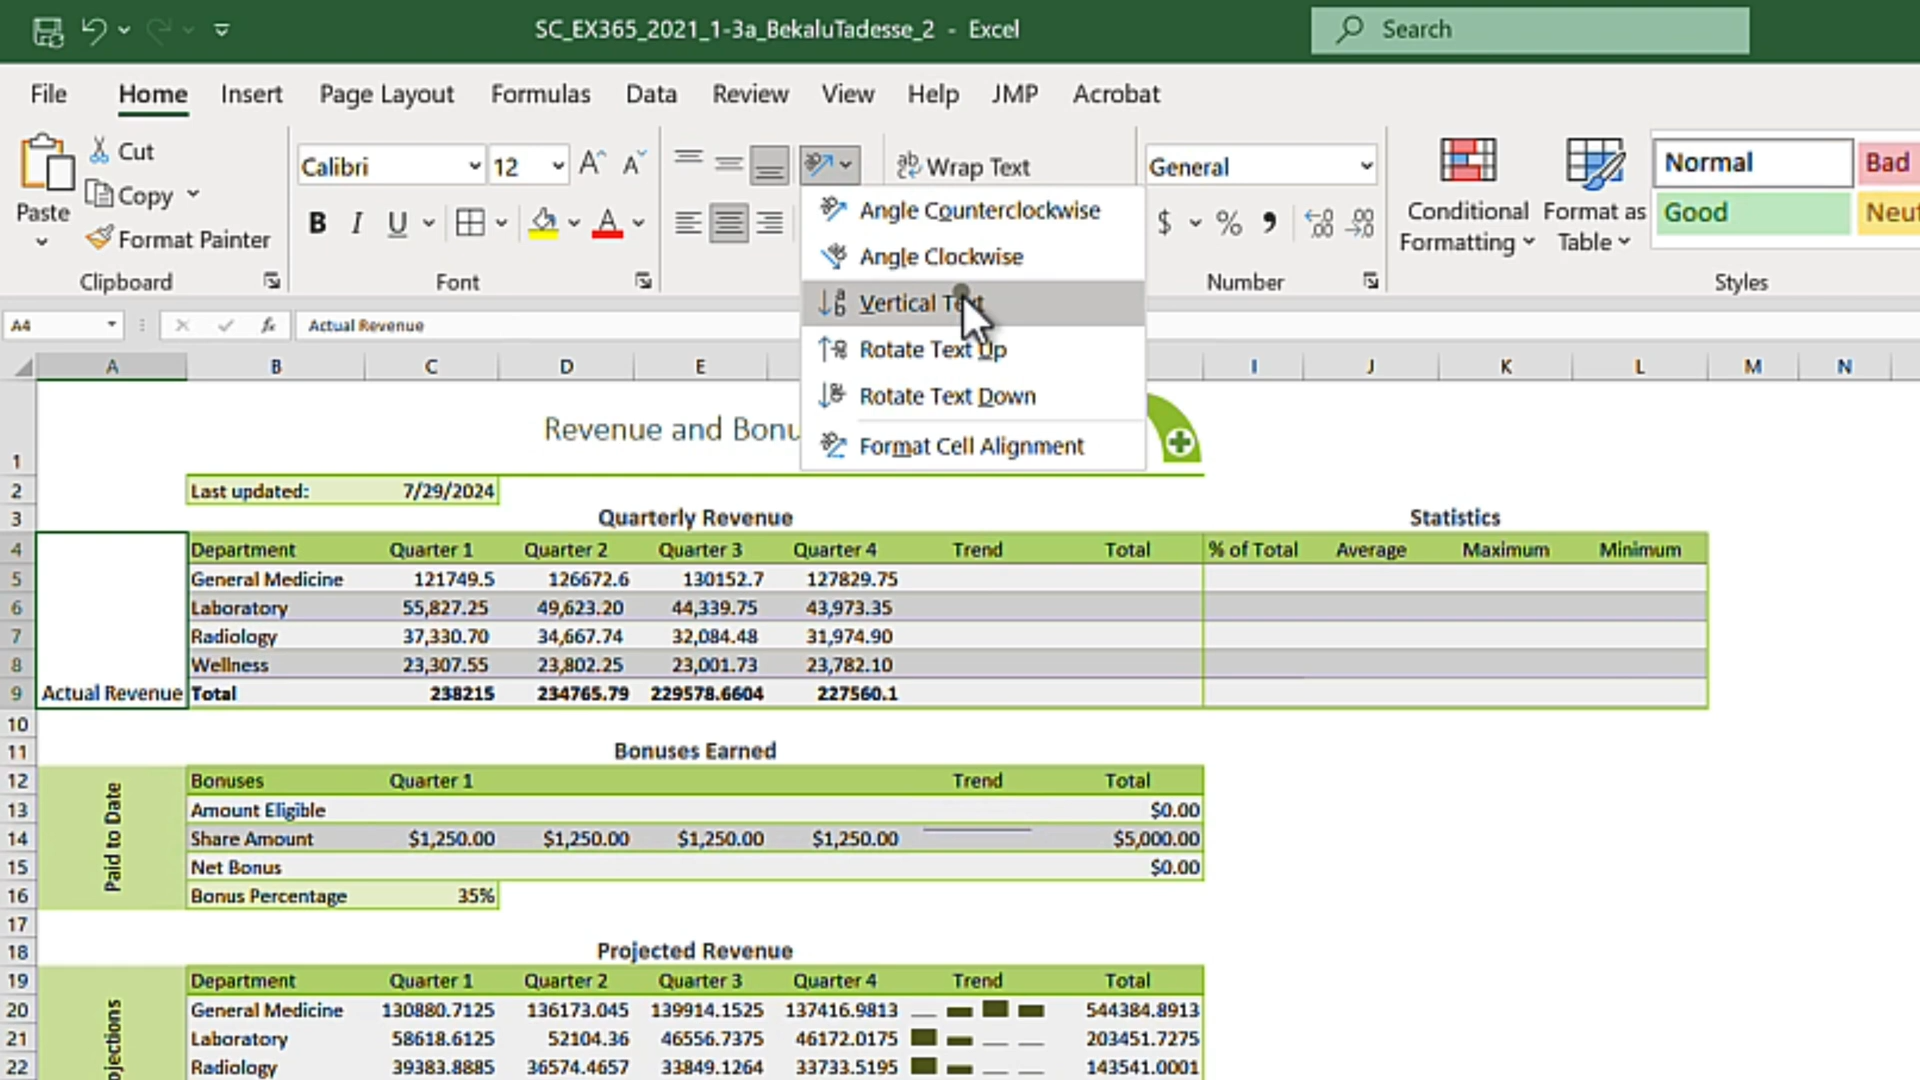 SC_EX365_2021_1-3a_BekaluTadesse_2 - Excel
Search
File Home Insert Page Layout Formulas Data Review View Help JMP Acrobat
Paste
Cut
Copy
Format Painter
Clipboard
Calibri 12
B I U
Font
Wrap Text
General
$ %
Number
Conditional Formatting
Format as Table
Normal Bad
Good
Styles
Angle Counterclockwise
Angle Clockwise
Vertical Text
Rotate Text Up
Rotate Text Down
Format Cell Alignment
A4 fx Actual Revenue
A B C D E I J K L M N
1 Revenue and
2 Last updated: 7/29/2024
3 Quarterly Revenue Statistics
4 Department Quarter 1 Quarter 2 Quarter 3 Quarter 4 Trend Total % of Total Average Maximum Minimum
5 General Medicine 121749.5 126672.6 130152.7 127829.75
6 Laboratory 55,827.25 49,623.20 44,339.75 43,973.35
7 Radiology 37,330.70 34,667.74 32,084.48 31,974.90
8 Wellness 23,307.55 23,802.25 23,001.73 23,782.10
9 Actual Revenue Total 238215 234765.79 229578.6604 227560.1
10
11 Bonuses Earned
Paid to Date
12 Bonuses Quarter 1 Trend Total
13 Amount Eligible $0.00
14 Share Amount $1,250.00 $1,250.00 $1,250.00 $1,250.00 $5,000.00
15 Net Bonus $0.00
16 Bonus Percentage 35%
17
18 Projected Revenue
19 Department Quarter 1 Quarter 2 Quarter 3 Quarter 4 Trend Total
20 General Medicine 130880.7125 136173.045 139914.1525 137416.9813 544384.8913
21 Laboratory 58618.6125 52104.36 46556.7375 46172.0175 203451.7275
22 Radiology 39383.8885 36574.4657 33849.1264 33733.5195 143541.0001